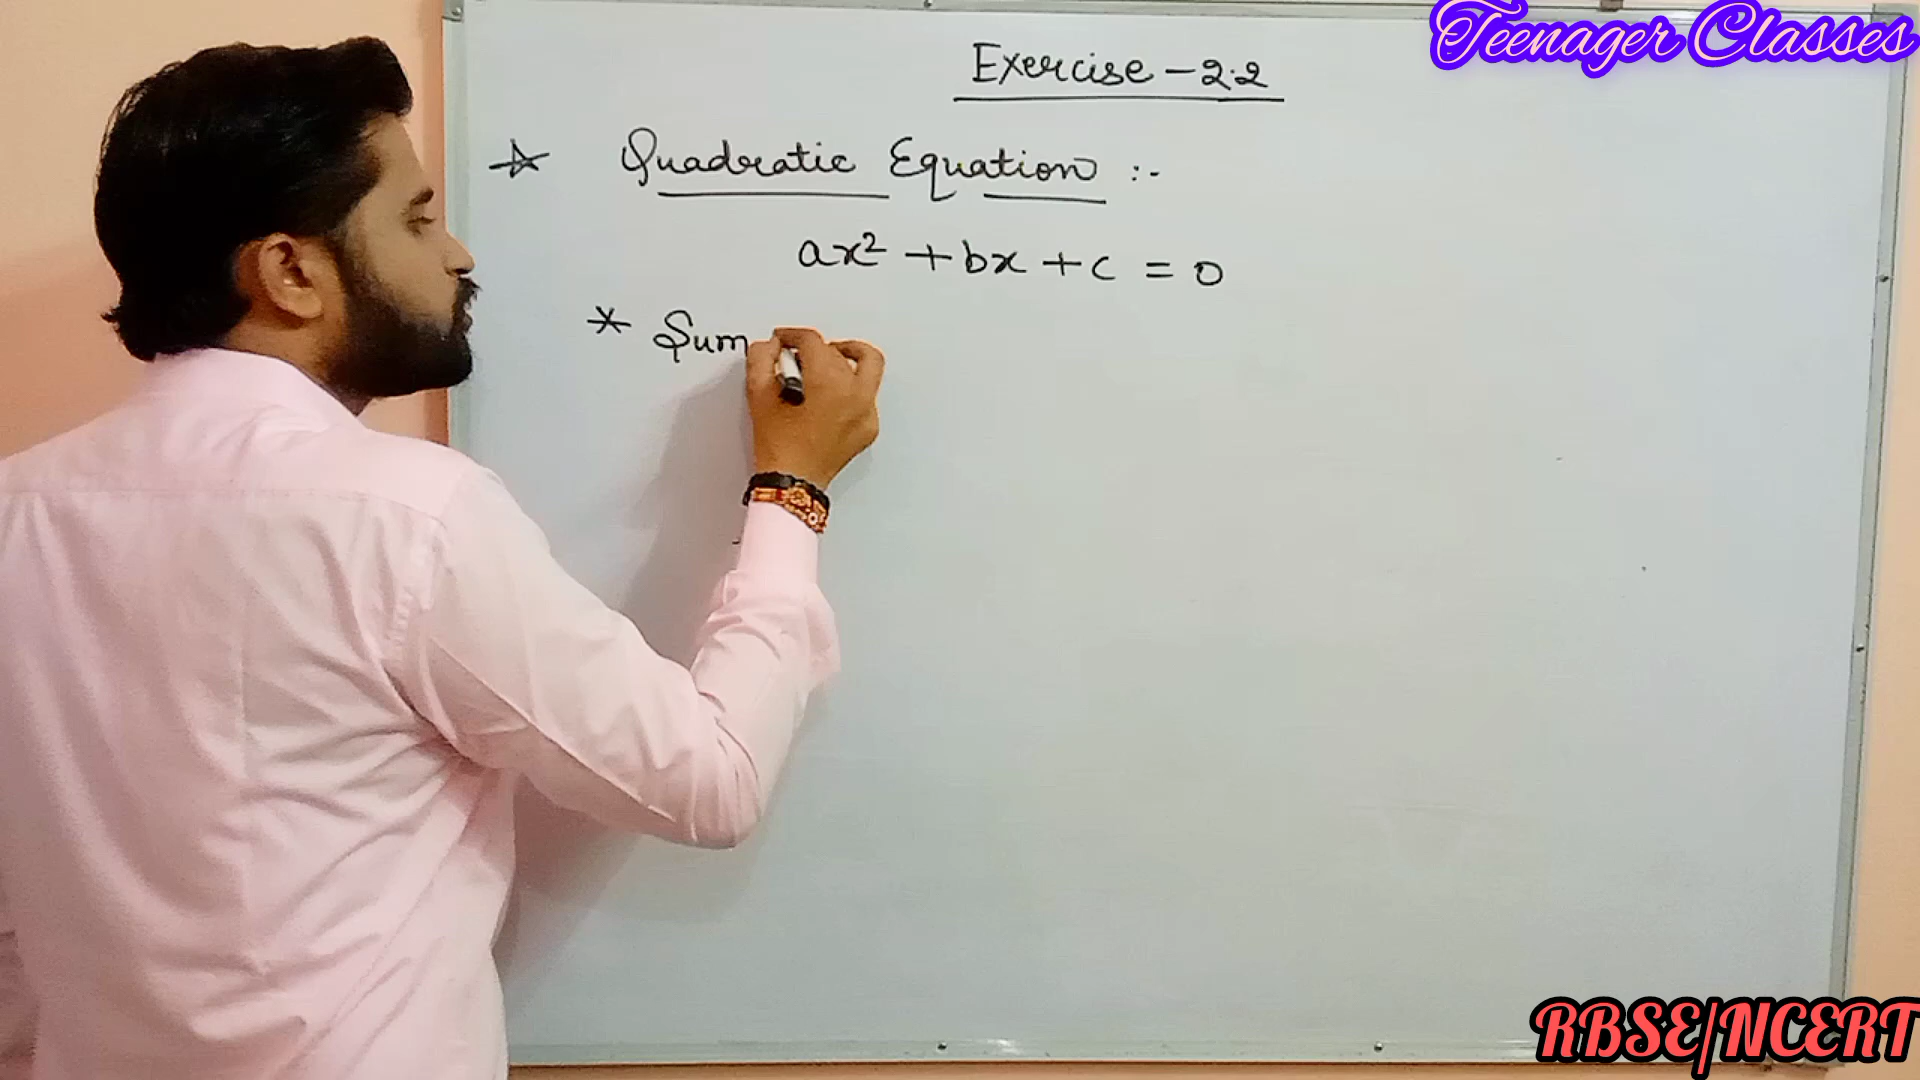 Teenager Classes
Exercise - 2.2
☆ Quadratic Equation :-
ax² + bx + c = 0
* Sum
RBSE/NCERT